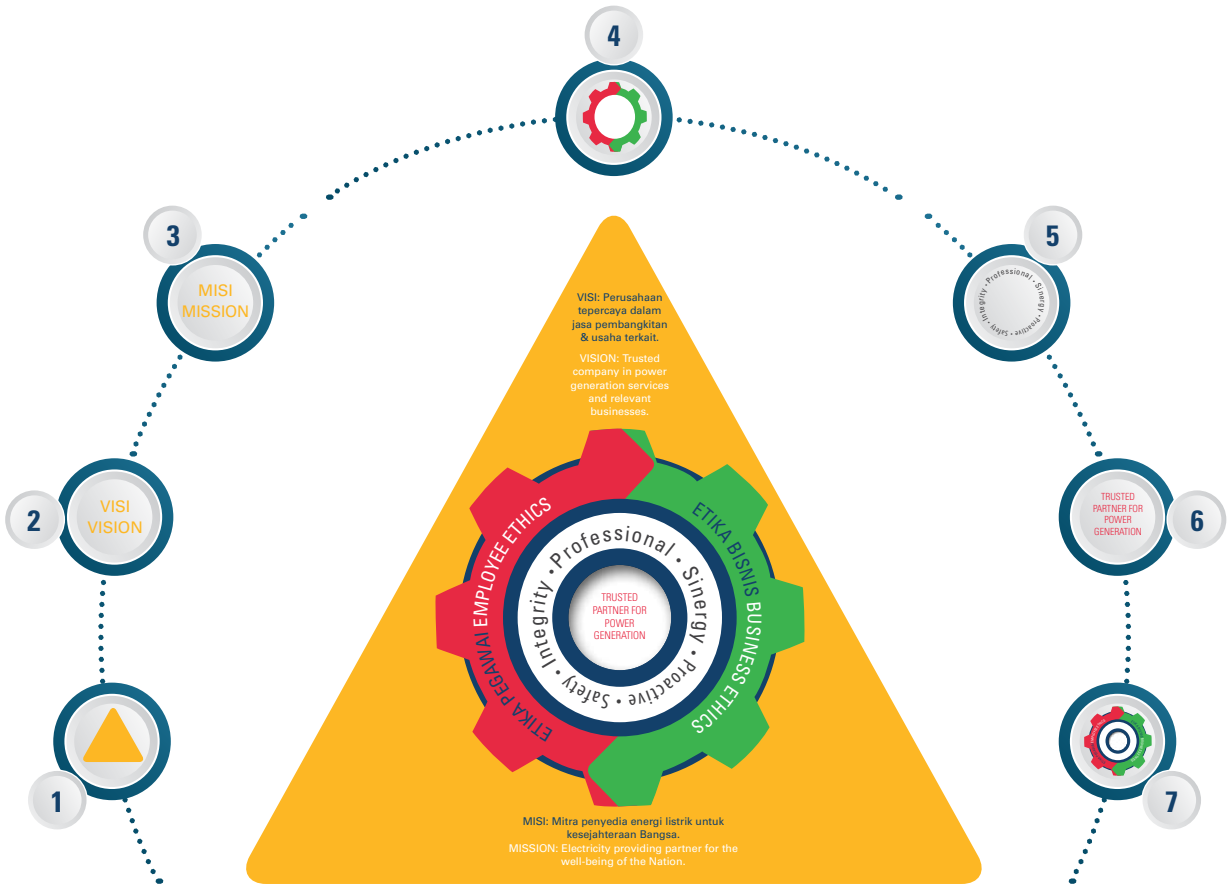 4
3
MISI
MISSION
5
Integrity • Professional • Sinergy • Proactive • Safety •
VISI: Perusahaan
tepercaya dalam
jasa pembangkitan
& usaha terkait.
VISION: Trusted
company in power
generation services
and relevant
businesses.
2
VISI
VISION
ETIKA PEGAWAI EMPLOYEE ETHICS
ETIKA BISNIS BUSINESS ETHICS
Integrity • Professional • Sinergy • Proactive • Safety •
TRUSTED
PARTNER FOR
POWER
GENERATION
TRUSTED
PARTNER FOR
POWER
GENERATION
6
1
7
MISI: Mitra penyedia energi listrik untuk
kesejahteraan Bangsa.
MISSION: Electricity providing partner for the
well-being of the Nation.